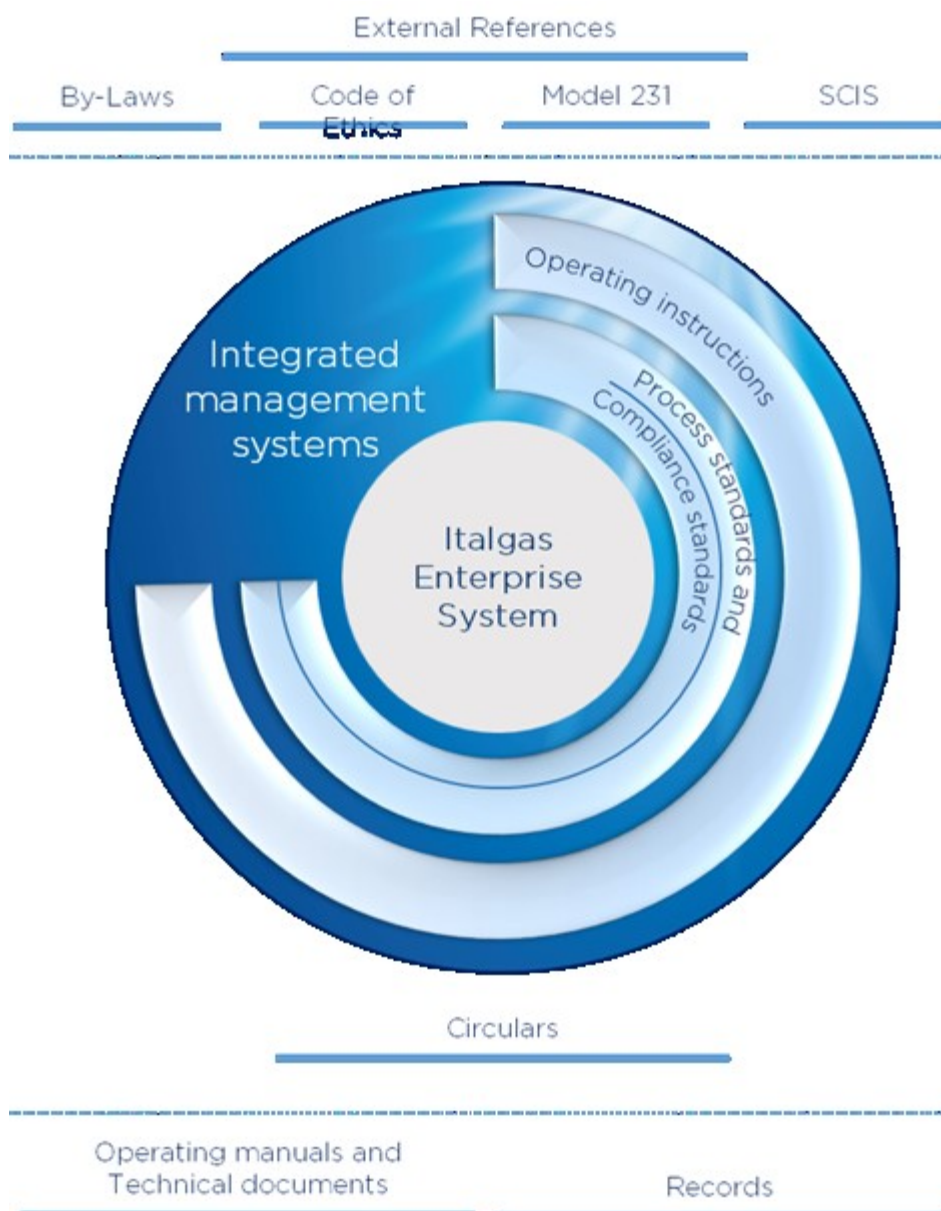 External References
By-Laws
Code of
Ethics
Model 231
SCIS
Operating instructions
Process standards and
Compliance standards
Integrated
management
systems
Italgas
Enterprise
System
Circulars
Operating manuals and
Technical documents
Records